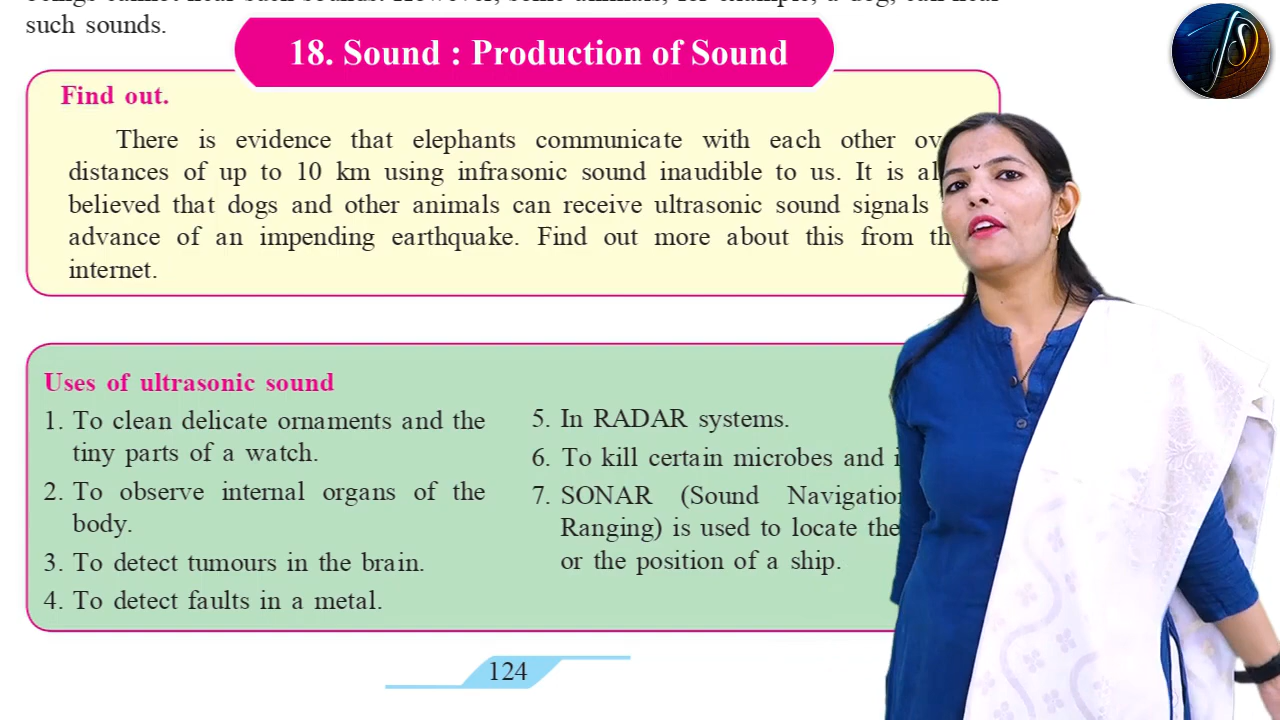 such sounds.
18. Sound : Production of Sound
Find out.
There is evidence that elephants communicate with each other
distances of up to 10 km using infrasonic sound inaudible to us. It is
believed that dogs and other animals can receive ultrasonic sound signals
advance of an impending earthquake. Find out more about this from
internet.
Uses of ultrasonic sound
1. To clean delicate ornaments and the
tiny parts of a watch.
2. To observe internal organs of the
body.
3. To detect tumours in the brain.
4. To detect faults in a metal.
5. In RADAR systems.
6. To kill certain microbes and
7. SONAR (Sound Navigation
Ranging) is used to locate the
or the position of a ship.
124